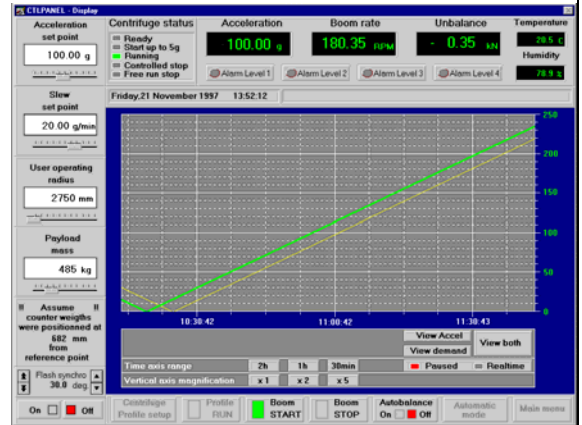 CTLPANEL - Display
Acceleration
set point
100.00 g
Slew
set point
20.00 g/min
User operating
radius
2750 mm
Payload
mass
485 kg
!! Assume !!
counter weigths
were positionned at
682 mm
from
reference point
Flash synchro
30.0 deg
On Off
Centrifuge status
Ready
Start up to 5g
Running
Controlled stop
Free run stop
Acceleration
100.00 g
Boom rate
180.35 RPM
Unbalance
- 0.35 kN
Temperature
20.5 C
Humidity
78.9 %
Alarm Level 1
Alarm Level 2
Alarm Level 3
Alarm Level 4
Friday,21 November 1997 13:52:12
250
200
150
100
50
0
10:30:42
11:00:42
11:30:43
View Accel
View demand
View both
Time axis range
2h
1h
30min
Paused
Realtime
Vertical axis magnification
x 1
x 2
x 5
Centrifuge
Profile setup
Profile
RUN
Boom
START
Boom
STOP
Autobalance
On Off
Automatic
mode
Main menu